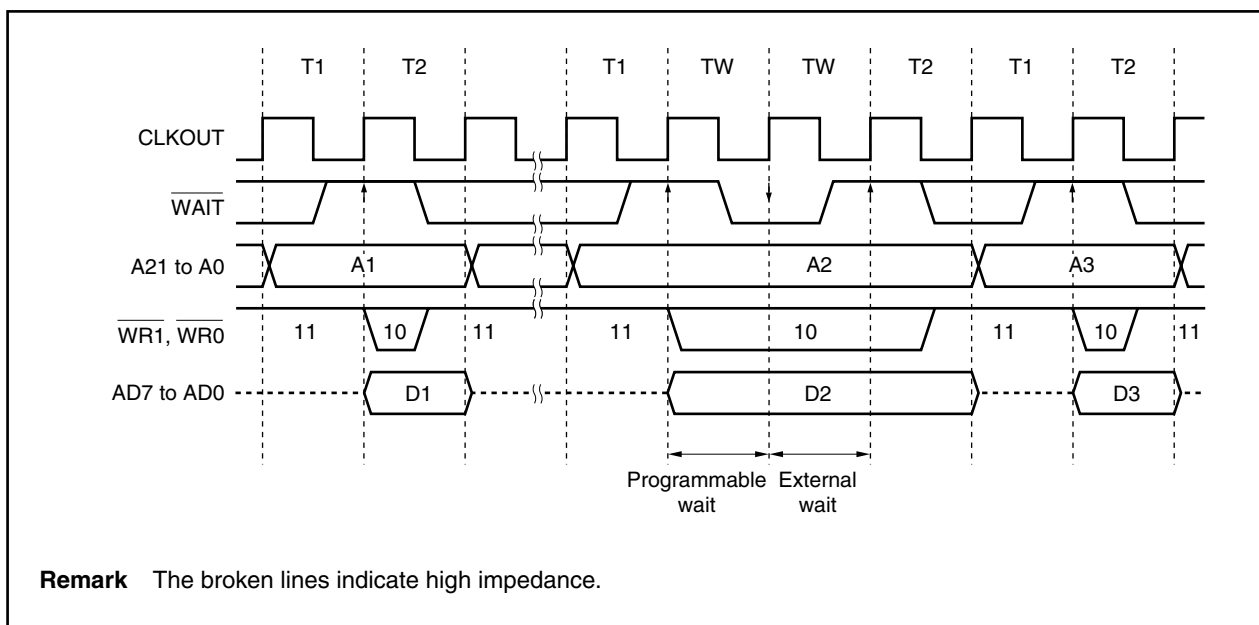 T1 T2 T1 TW TW T2 T1 T2
CLKOUT
WAIT
A21 to A0 A1 A2 A3
WR1, WR0 11 10 11 11 10 11 10 11
AD7 to AD0 D1 D2 D3
Programmable wait
External wait
Remark The broken lines indicate high impedance.